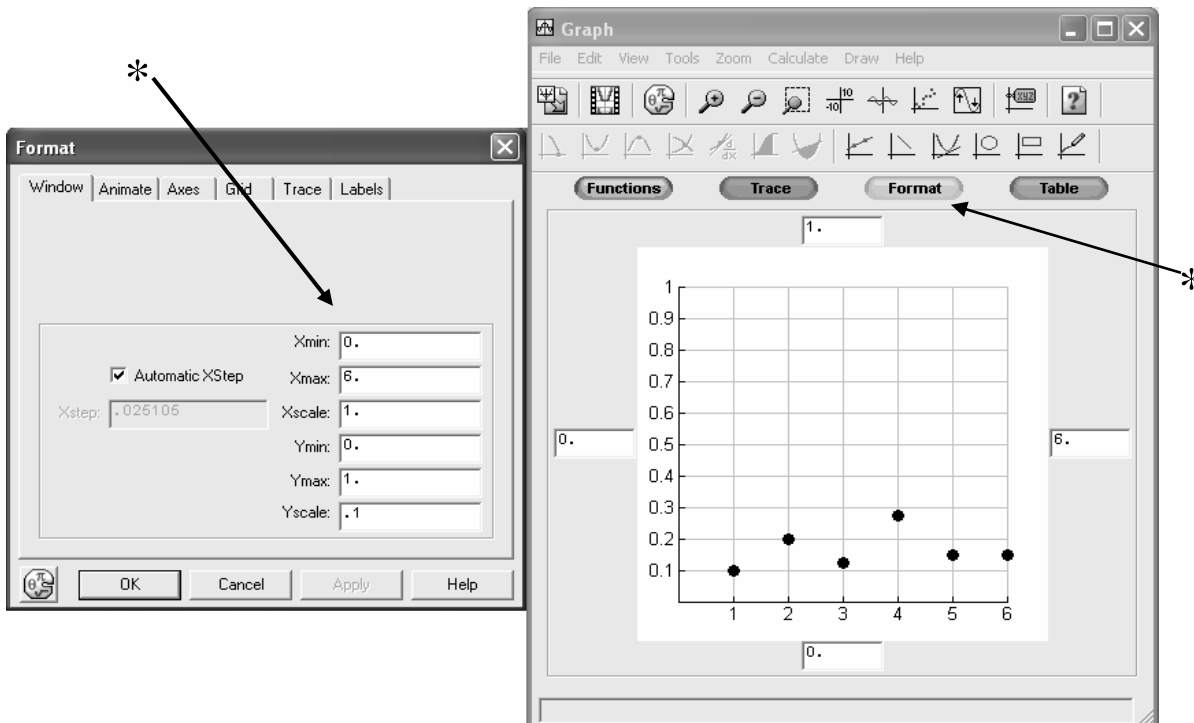 *
Format
Window Animate Axes Grid Trace Labels
Xmin: 0.
Automatic XStep
Xmax: 6.
Xstep: .025105
Xscale: 1.
Ymin: 0.
Ymax: 1.
Yscale: .1
OK Cancel Apply Help
Graph
File Edit View Tools Zoom Calculate Draw Help
Functions Trace Format Table
*
1.
0.
6.
1
0.9
0.8
0.7
0.6
0.5
0.4
0.3
0.2
0.1
1 2 3 4 5 6
0.